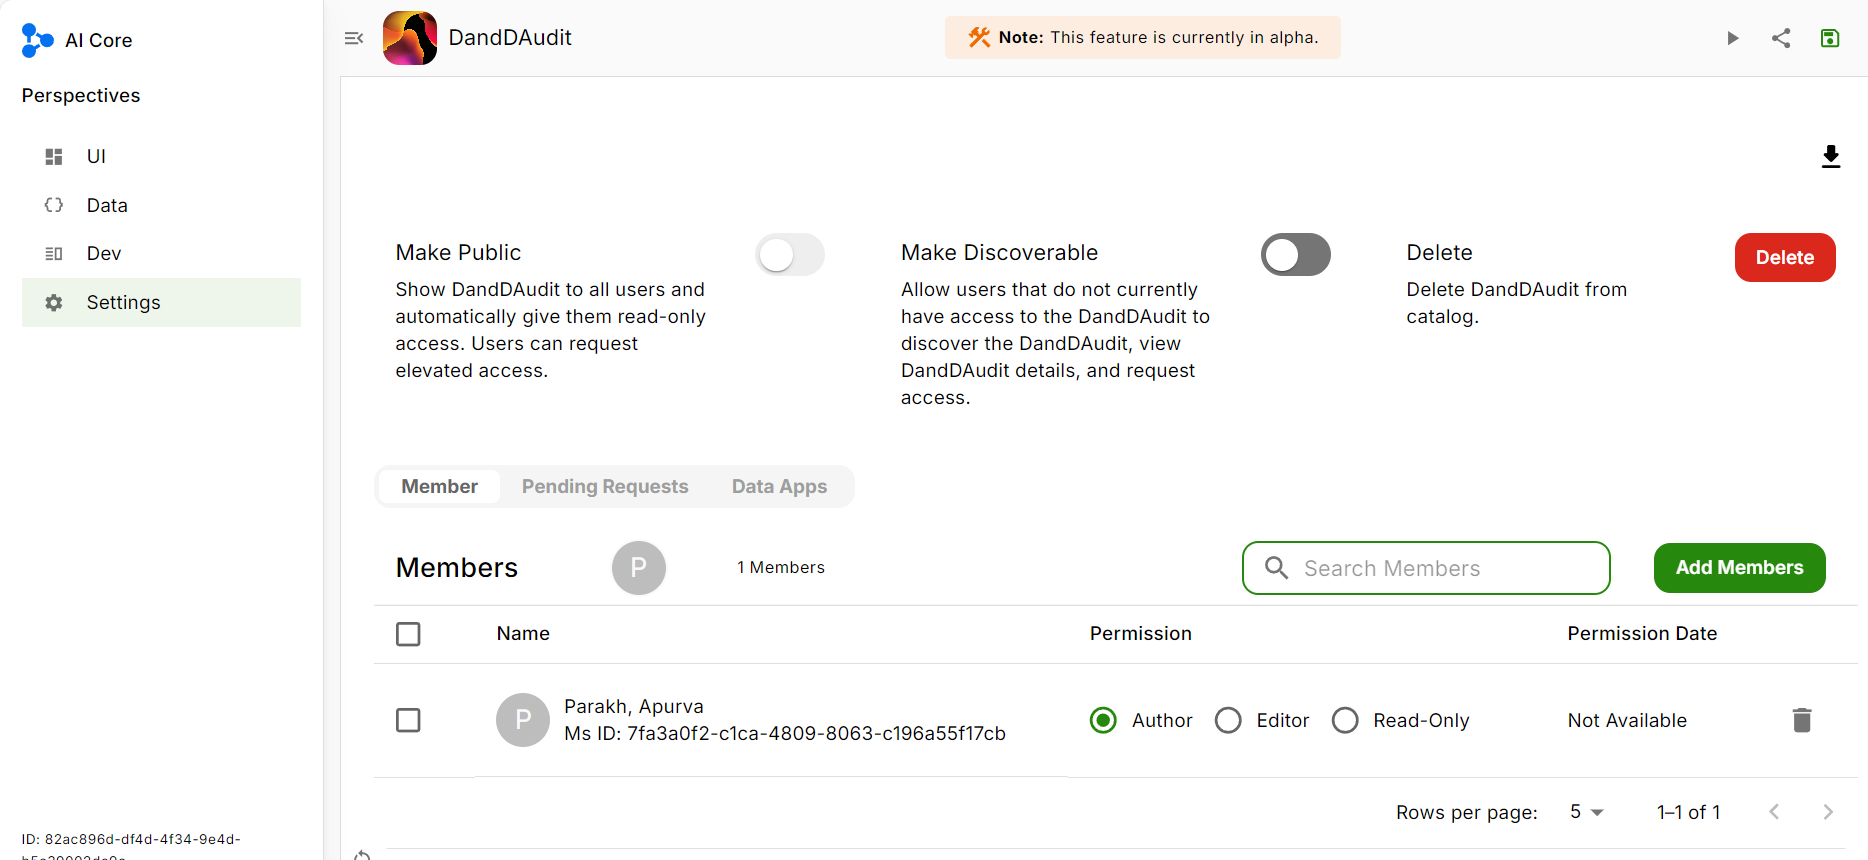 AI Core
Perspectives
UI
Data
Dev
Settings
ID: 82ac896d-df4d-4f34-9e4d-
DandDAudit
Note: This feature is currently in alpha.
Make Public
Show DandDAudit to all users and
automatically give them read-only
access. Users can request
elevated access.
Make Discoverable
Allow users that do not currently
have access to the DandDAudit to
discover the DandDAudit, view
DandDAudit details, and request
access.
Delete
Delete DandDAudit from
catalog.
Delete
Member Pending Requests Data Apps
Members P 1 Members Search Members Add Members
Name Permission Permission Date
P Parakh, Apurva
Ms ID: 7fa3a0f2-c1ca-4809-8063-c196a55f17cb
Author Editor Read-Only Not Available
Rows per page: 5 1–1 of 1